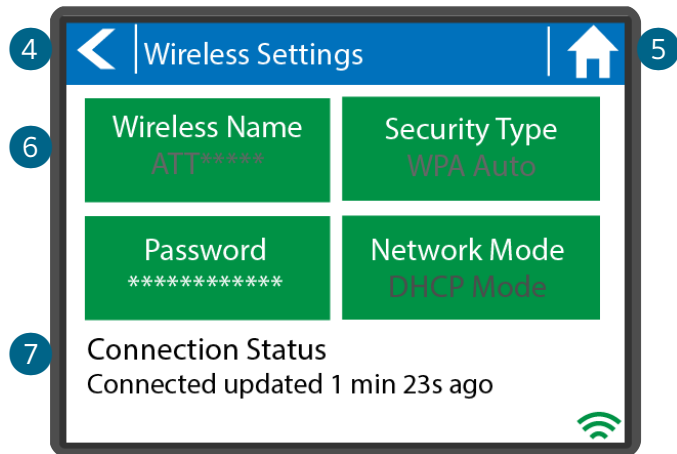 4
Wireless Settings
5
6
Wireless Name
ATT*****
Security Type
WPA Auto
Password
************
Network Mode
DHCP Mode
7
Connection Status
Connected updated 1 min 23s ago